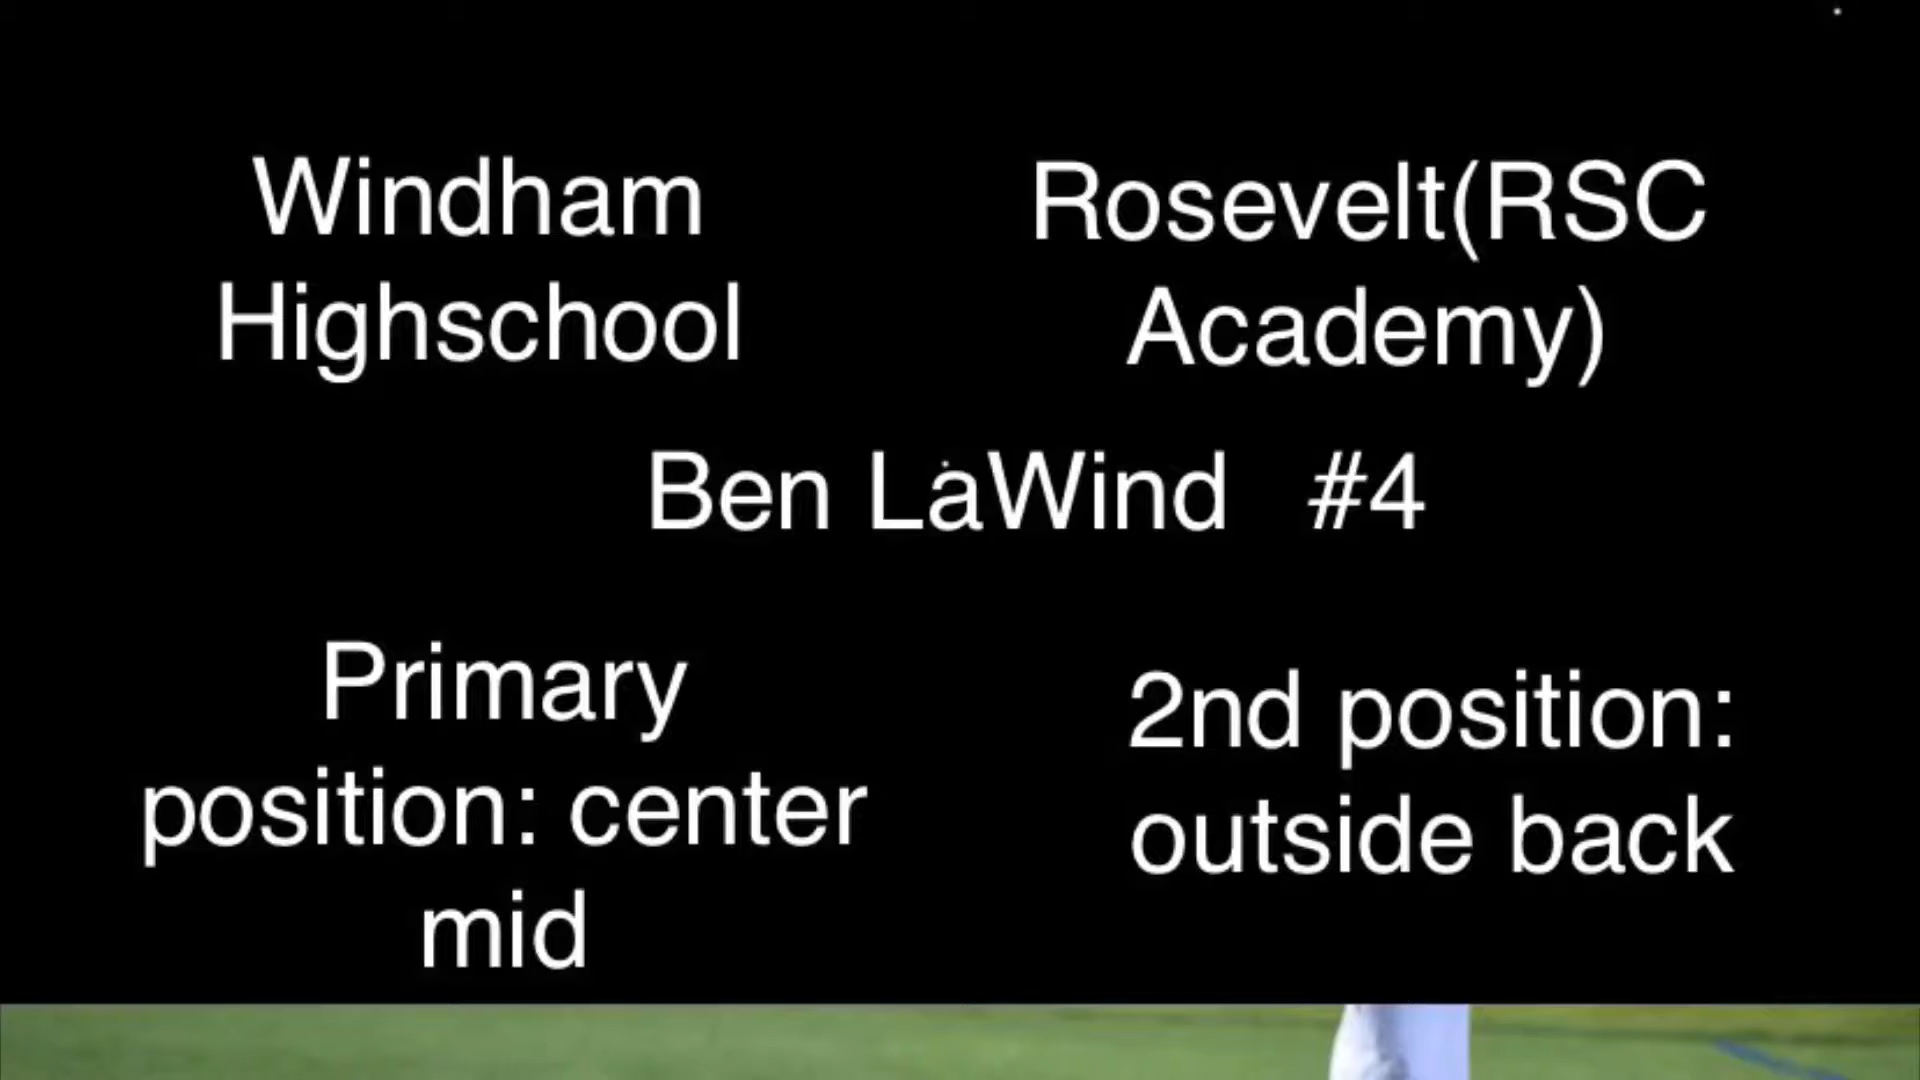 Windham
Highschool
Rosevelt(RSC
Academy)
Ben LaWind #4
Primary
position: center
mid
2nd position:
outside back